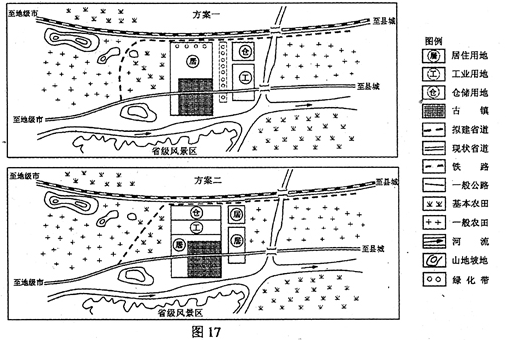 方案一
至地级市
至县城
居
仓
工
至县城
至地级市
省级风景区
方案二
至地级市
至县城
仓
居
工
居
居
至县城
至地级市
省级风景区
图17
图例
居 居住用地
工 工业用地
仓 仓储用地
古镇
拟建省道
现状省道
铁路
一般公路
基本农田
一般农田
河流
山地坡地
绿化带